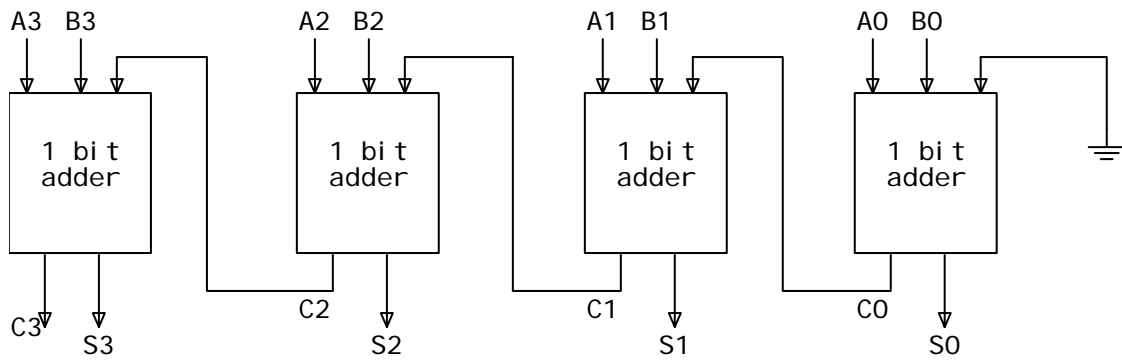 A3 B3 A2 B2 A1 B1 A0 B0
1 bit adder
1 bit adder
1 bit adder
1 bit adder
C3 S3 C2 S2 C1 S1 C0 S0